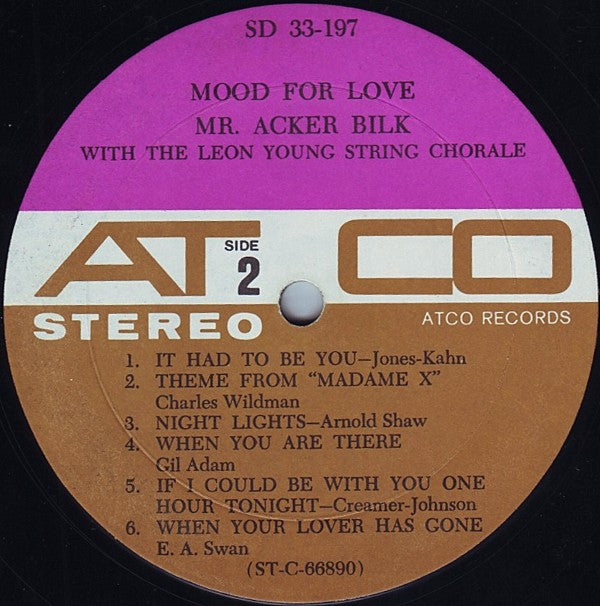 SD 33-197
MOOD FOR LOVE
MR. ACKER BILK
WITH THE LEON YOUNG STRING CHORALE
ATCO
SIDE
2
STEREO
ATCO RECORDS
1. IT HAD TO BE YOU—Jones-Kahn
2. THEME FROM "MADAME X"
Charles Wildman
3. NIGHT LIGHTS—Arnold Shaw
4. WHEN YOU ARE THERE
Gil Adam
5. IF I COULD BE WITH YOU ONE
HOUR TONIGHT—Creamer-Johnson
6. WHEN YOUR LOVER HAS GONE
E. A. Swan
(ST-C-66890)